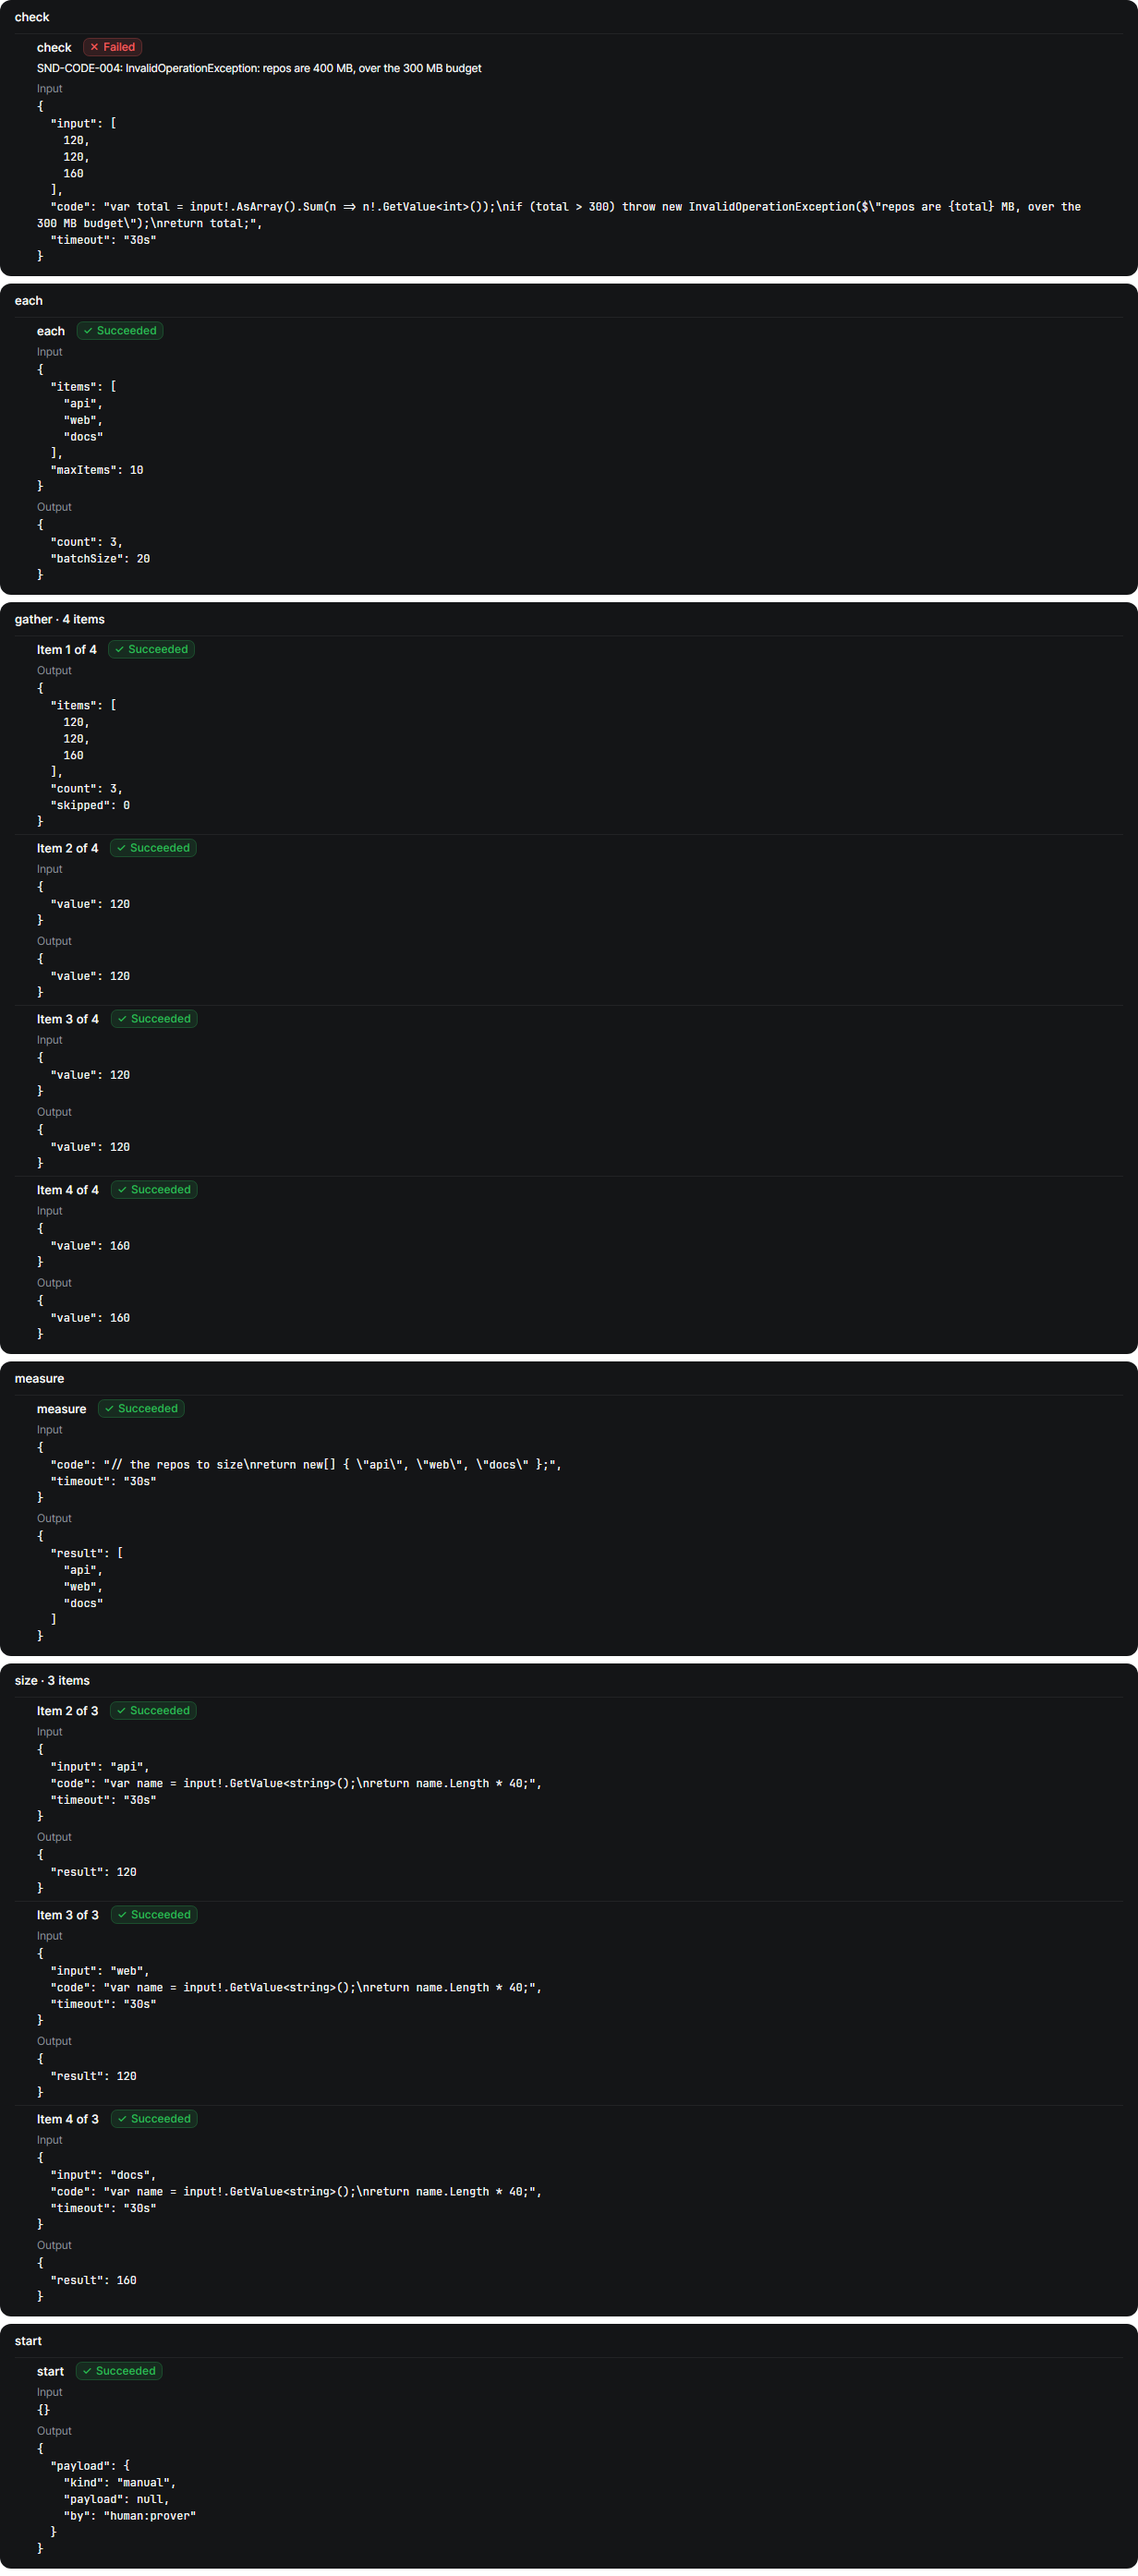 check
check ✕ Failed
SND-CODE-004: InvalidOperationException: repos are 400 MB, over the 300 MB budget
Input
{
  "input": [
    120,
    120,
    160
  ],
  "code": "var total = input!.AsArray().Sum(n => n!.GetValue<int>());\nif (total > 300) throw new InvalidOperationException($\"repos are {total} MB, over the
300 MB budget\");\nreturn total;",
  "timeout": "30s"
}
each
each ✓ Succeeded
Input
{
  "items": [
    "api",
    "web",
    "docs"
  ],
  "maxItems": 10
}
Output
{
  "count": 3,
  "batchSize": 20
}
gather · 4 items
Item 1 of 4 ✓ Succeeded
Output
{
  "items": [
    120,
    120,
    160
  ],
  "count": 3,
  "skipped": 0
}
Item 2 of 4 ✓ Succeeded
Input
{
  "value": 120
}
Output
{
  "value": 120
}
Item 3 of 4 ✓ Succeeded
Input
{
  "value": 120
}
Output
{
  "value": 120
}
Item 4 of 4 ✓ Succeeded
Input
{
  "value": 160
}
Output
{
  "value": 160
}
measure
measure ✓ Succeeded
Input
{
  "code": "// the repos to size\nreturn new[] { \"api\", \"web\", \"docs\" };",
  "timeout": "30s"
}
Output
{
  "result": [
    "api",
    "web",
    "docs"
  ]
}
size · 3 items
Item 2 of 3 ✓ Succeeded
Input
{
  "input": "api",
  "code": "var name = input!.GetValue<string>();\nreturn name.Length * 40;",
  "timeout": "30s"
}
Output
{
  "result": 120
}
Item 3 of 3 ✓ Succeeded
Input
{
  "input": "web",
  "code": "var name = input!.GetValue<string>();\nreturn name.Length * 40;",
  "timeout": "30s"
}
Output
{
  "result": 120
}
Item 4 of 3 ✓ Succeeded
Input
{
  "input": "docs",
  "code": "var name = input!.GetValue<string>();\nreturn name.Length * 40;",
  "timeout": "30s"
}
Output
{
  "result": 160
}
start
start ✓ Succeeded
Input
{}
Output
{
  "payload": {
    "kind": "manual",
    "payload": null,
    "by": "human:prover"
  }
}